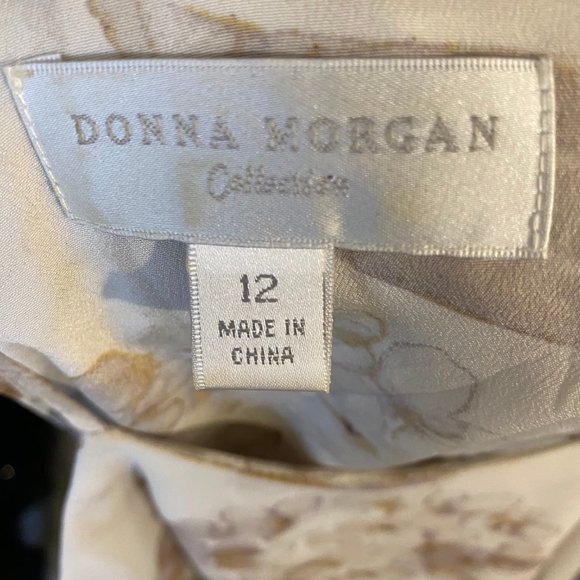 DONNA MORGAN
Collection
12
MADE IN
CHINA